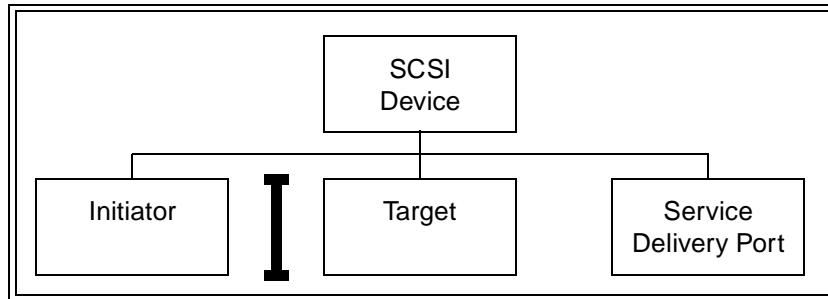 SCSI
Device
Initiator
Target
Service
Delivery Port